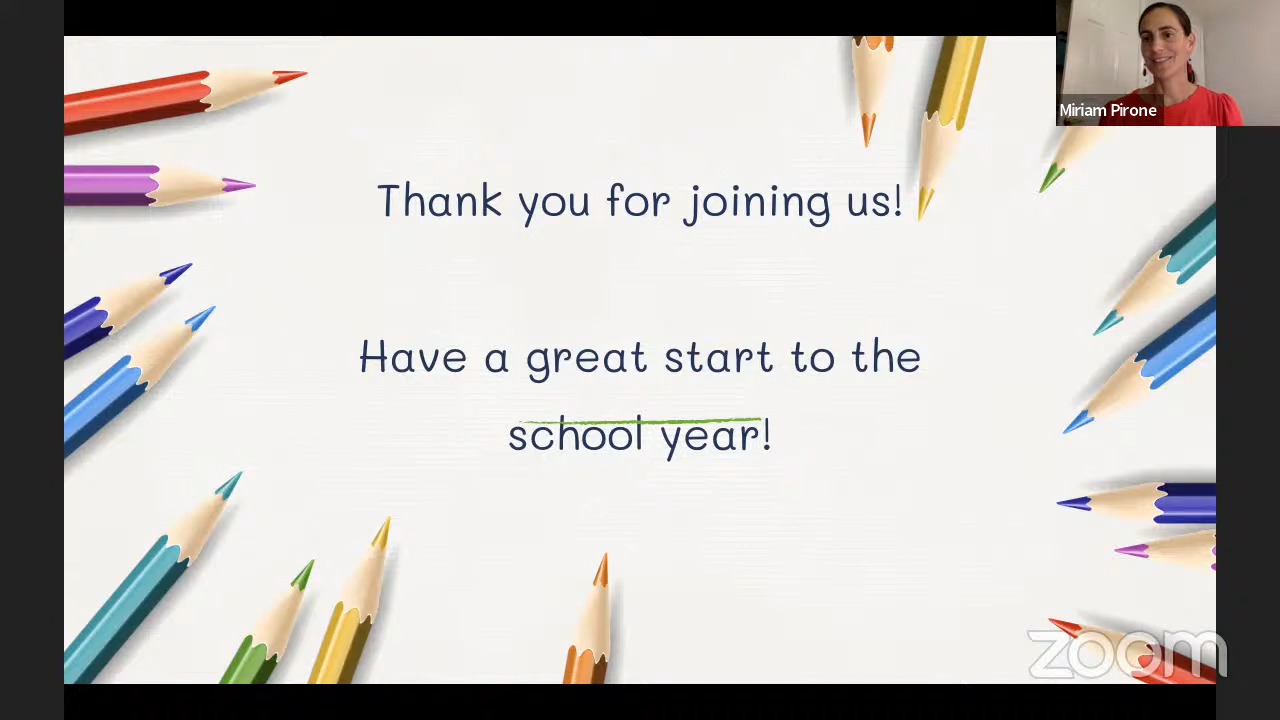 Miriam Pirone
Thank you for joining us!
Have a great start to the
school year!
zoom